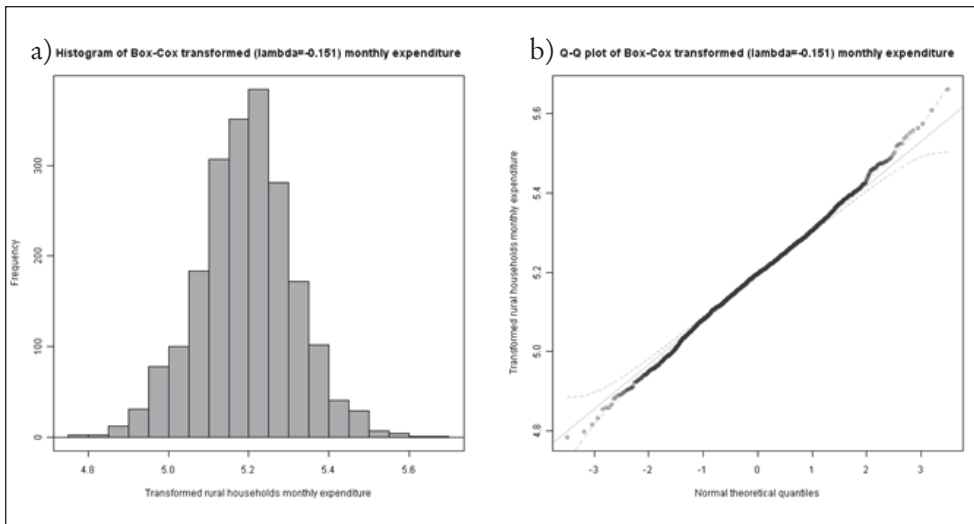 a) Histogram of Box-Cox transformed (lambda=-0.151) monthly expenditure
Frequency
0
100
200
300
4.8 5.0 5.2 5.4 5.6
Transformed rural households monthly expenditure
b) Q-Q plot of Box-Cox transformed (lambda=-0.151) monthly expenditure
Transformed rural households monthly expenditure
4.8
5.0
5.2
5.4
5.6
-3 -2 -1 0 1 2 3
Normal theoretical quantiles